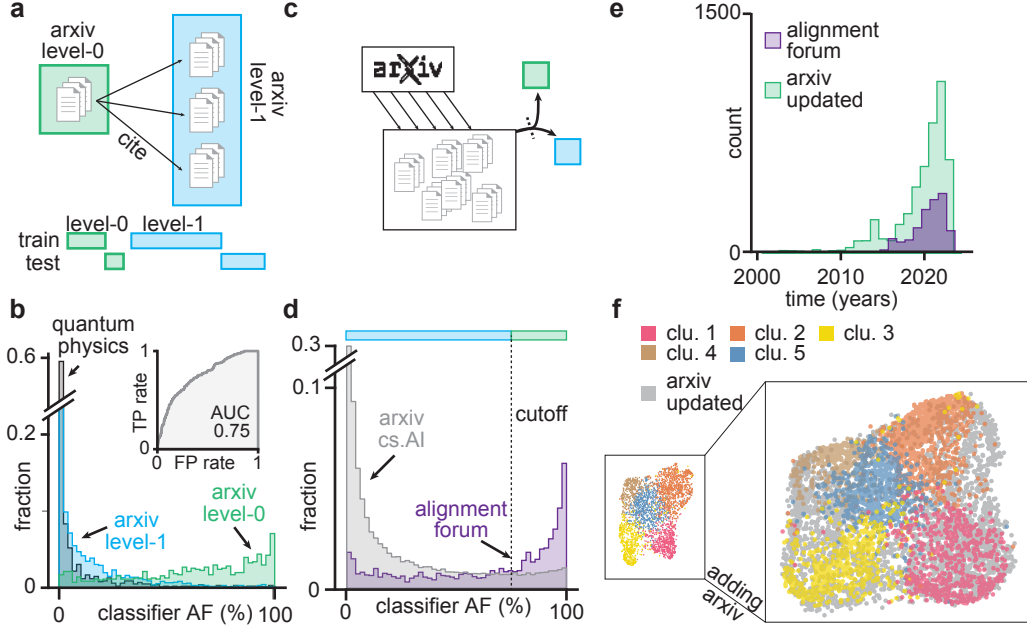 a
arxiv
level-0
cite
arxiv
level-1
level-0
level-1
train
test
b
quantum
physics
0.6
0.2
0
fraction
TP rate
1
0
AUC
0.75
0
FP rate
1
arxiv
level-1
arxiv
level-0
0
classifier AF (%)
100
c
arXiv
d
0.3
0.1
0
fraction
arxiv
cs.AI
cutoff
alignment
forum
0
classifier AF (%)
100
e
1500
count
0
alignment
forum
arxiv
updated
2000
2010
2020
time (years)
f
clu. 1
clu. 2
clu. 3
clu. 4
clu. 5
arxiv
updated
adding
arxiv